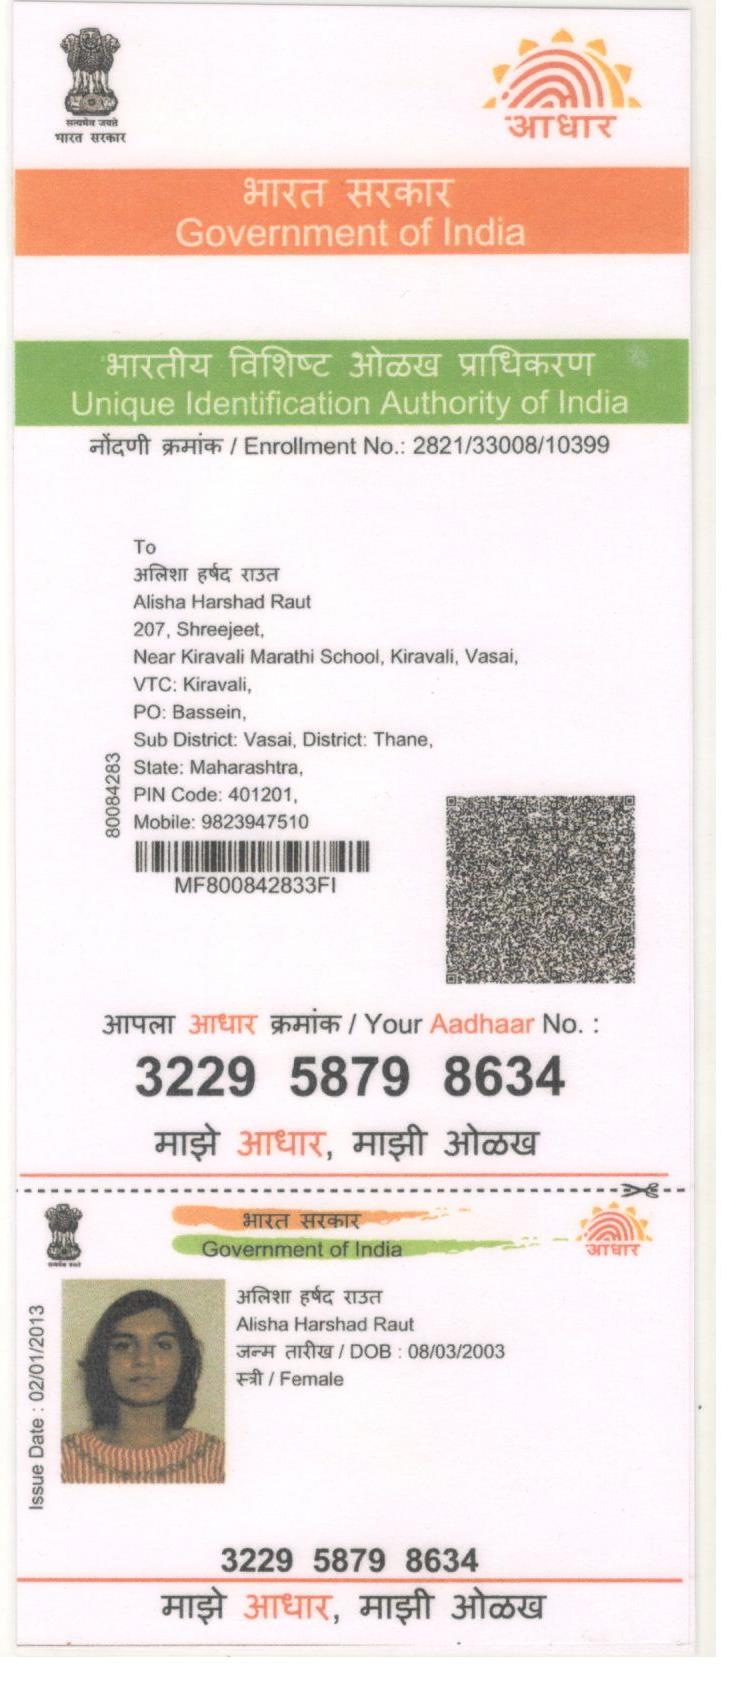 सत्यमेव जयते
भारत सरकार
आधार
भारत सरकार
Government of India
भारतीय विशिष्ट ओळख प्राधिकरण
Unique Identification Authority of India
नोंदणी क्रमांक / Enrollment No.: 2821/33008/10399
To
अलिशा हर्षद राउत
Alisha Harshad Raut
207, Shreejeet,
Near Kiravali Marathi School, Kiravali, Vasai,
VTC: Kiravali,
PO: Bassein,
Sub District: Vasai, District: Thane,
State: Maharashtra,
PIN Code: 401201,
Mobile: 9823947510
80084283
MF800842833FI
आपला आधार क्रमांक / Your Aadhaar No. :
3229 5879 8634
माझे आधार, माझी ओळख
भारत सरकार
Government of India
आधार
अलिशा हर्षद राउत
Alisha Harshad Raut
जन्म तारीख / DOB : 08/03/2003
स्त्री / Female
Issue Date : 02/01/2013
3229 5879 8634
माझे आधार, माझी ओळख